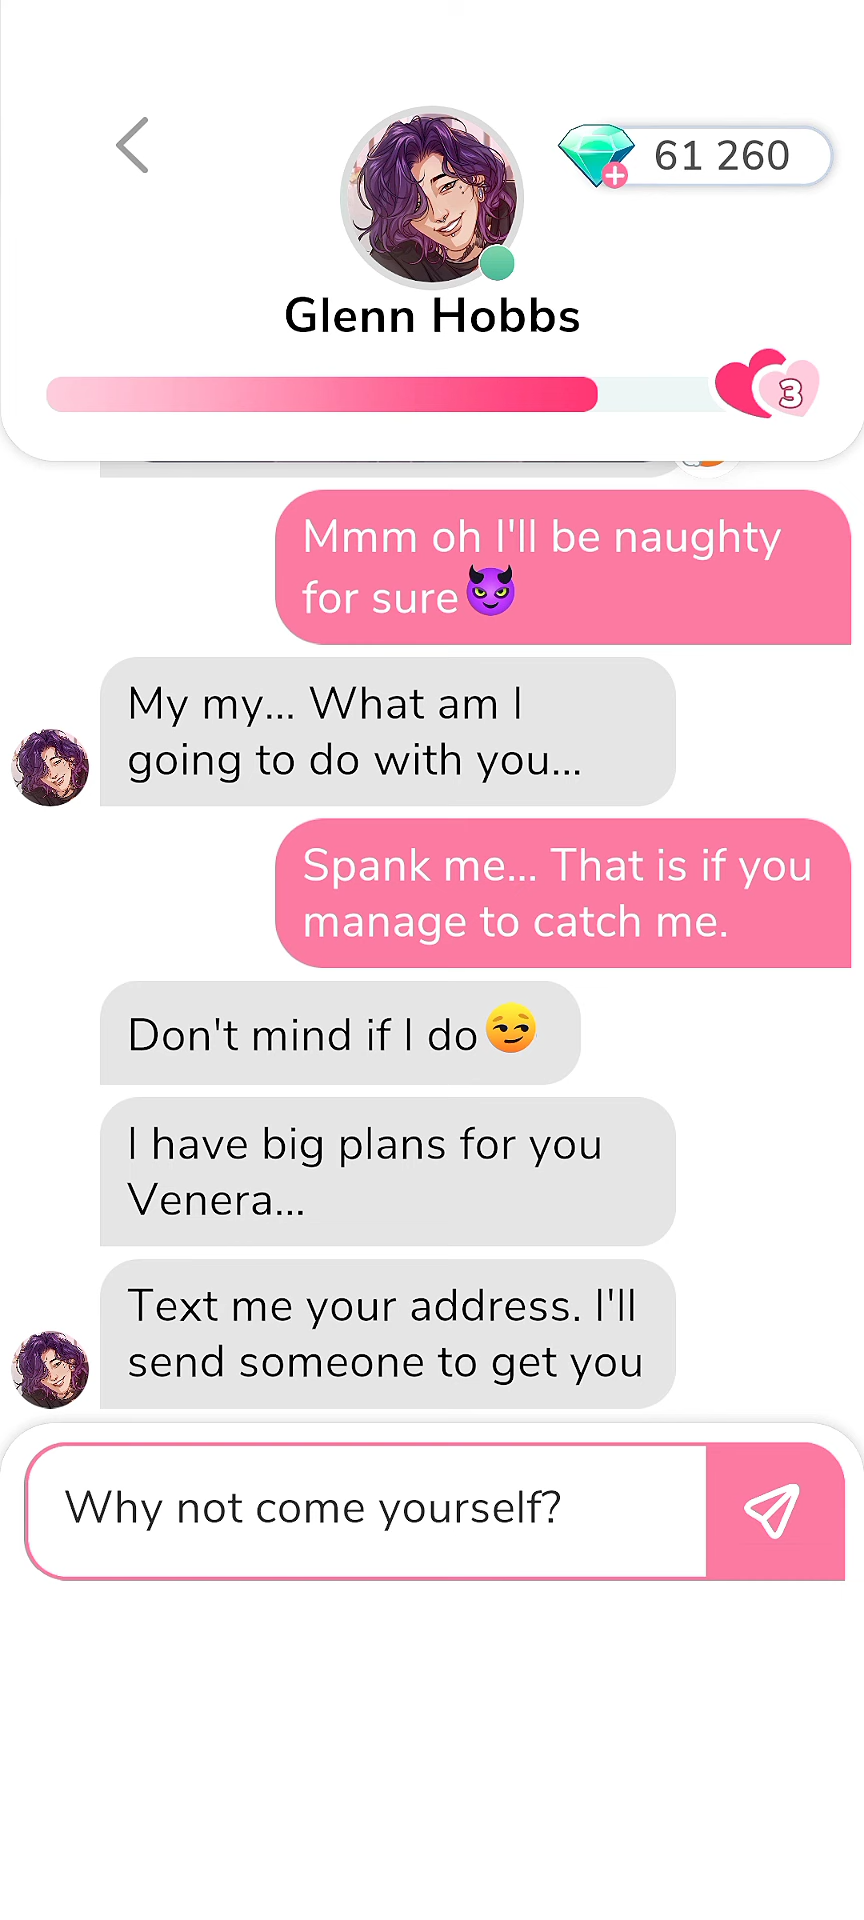 61 260
Glenn Hobbs
3
Mmm oh I'll be naughty
for sure😈
My my... What am I
going to do with you...
Spank me... That is if you
manage to catch me.
Don't mind if I do😏
I have big plans for you
Venera...
Text me your address. I'll
send someone to get you
Why not come yourself?